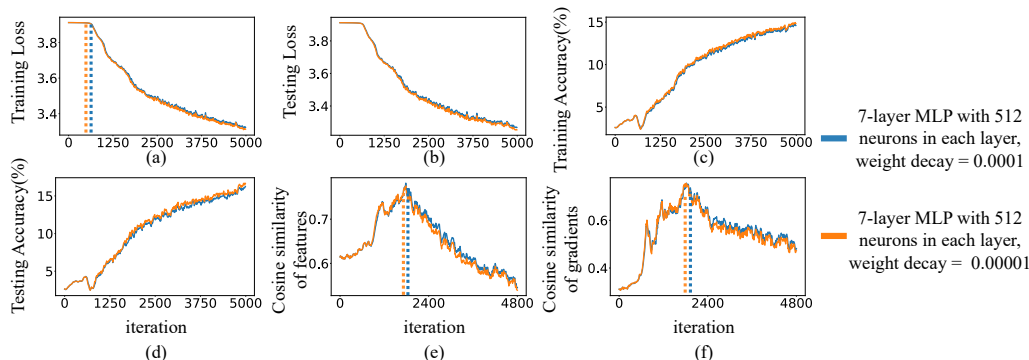 Training Loss
3.8
3.6
3.4
0 1250 2500 3750 5000
(a)
Testing Loss
3.8
3.6
3.4
0 1250 2500 3750 5000
(b)
Training Accuracy(%)
15
10
5
0 1250 2500 3750 5000
(c)
7-layer MLP with 512
neurons in each layer,
weight decay = 0.0001
7-layer MLP with 512
neurons in each layer,
weight decay = 0.00001
Testing Accuracy(%)
15
10
5
0 1250 2500 3750 5000
iteration
(d)
Cosine similarity
of features
0.7
0.6
0 2400 4800
iteration
(e)
Cosine similarity
of gradients
0.6
0.4
0 2400 4800
iteration
(f)